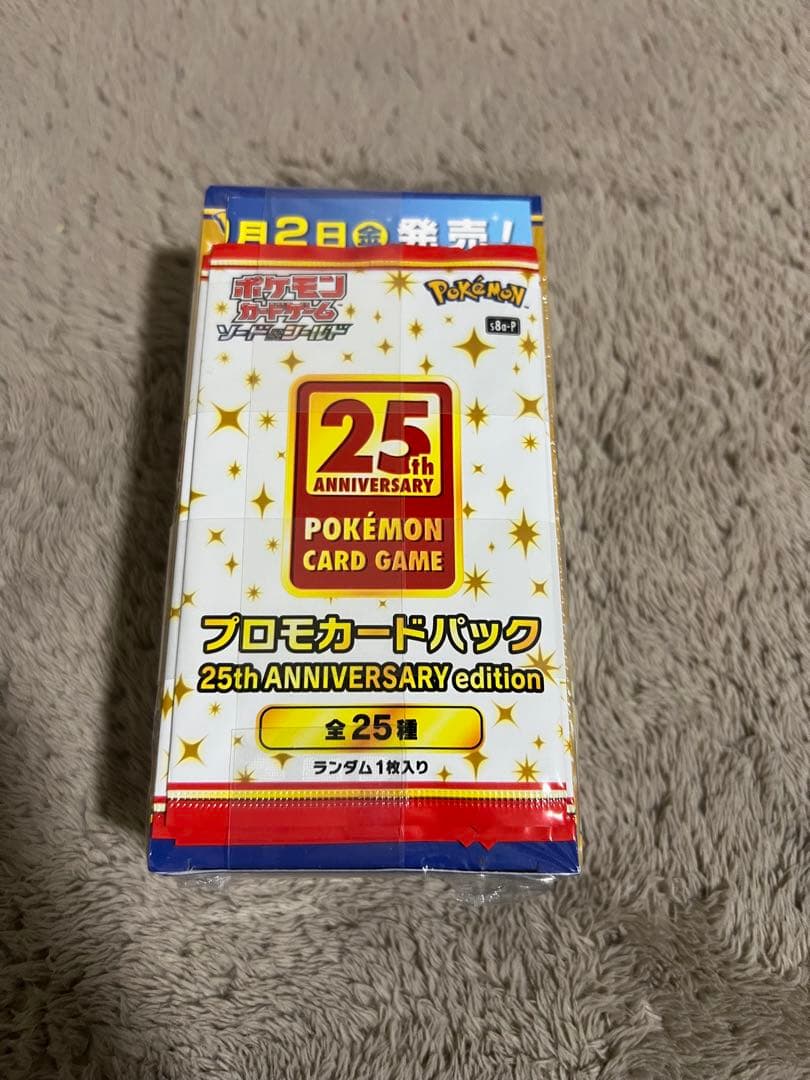 月2日金発売!
ポケモン
カードゲーム
ソード&シールド
POKéMON
s8a-P
25th
ANNIVERSARY
POKÉMON
CARD GAME
プロモカードパック
25th ANNIVERSARY edition
全25種
ランダム1枚入り